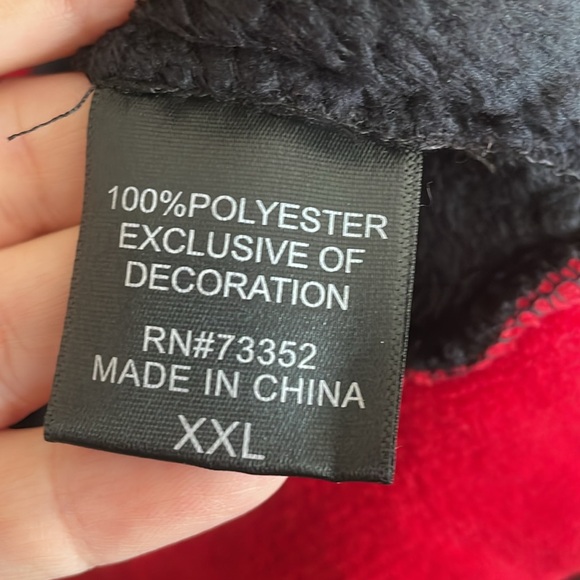 100%POLYESTER
EXCLUSIVE OF
DECORATION
RN#73352
MADE IN CHINA
XXL